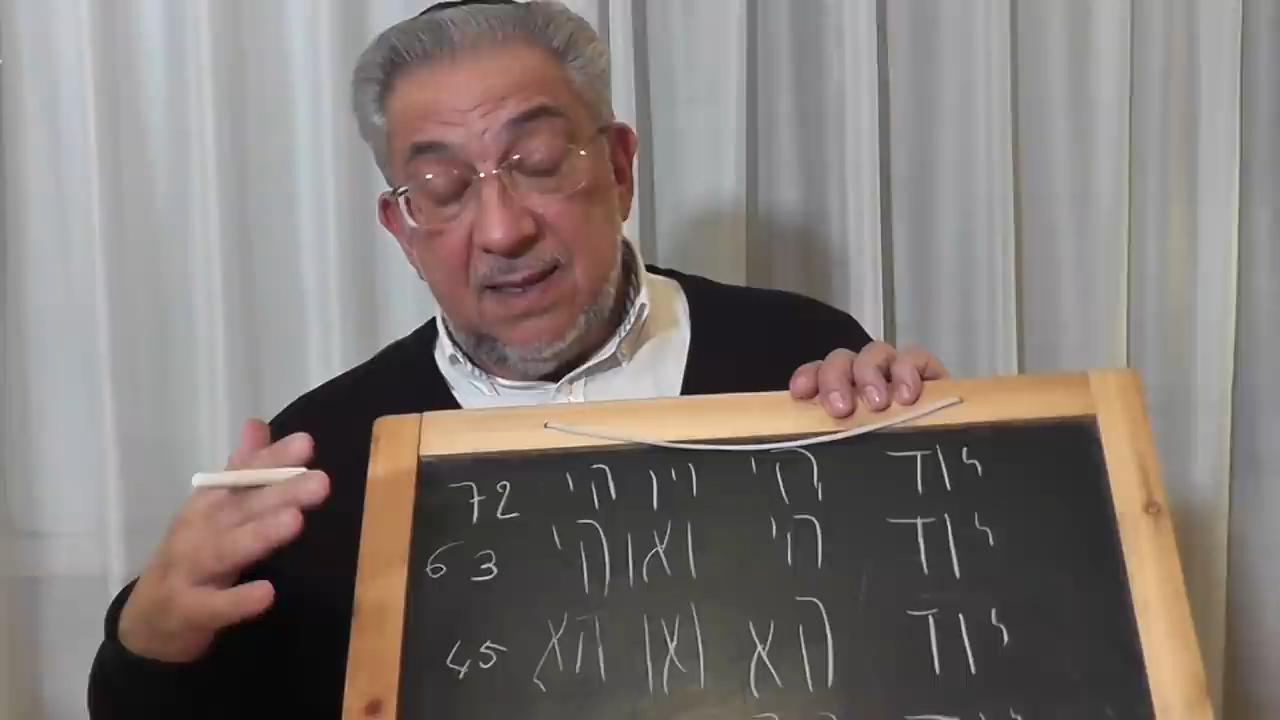 יוד הי ויו הי 72
יוד הי ואו הי 63
יוד הא ואו הא 45